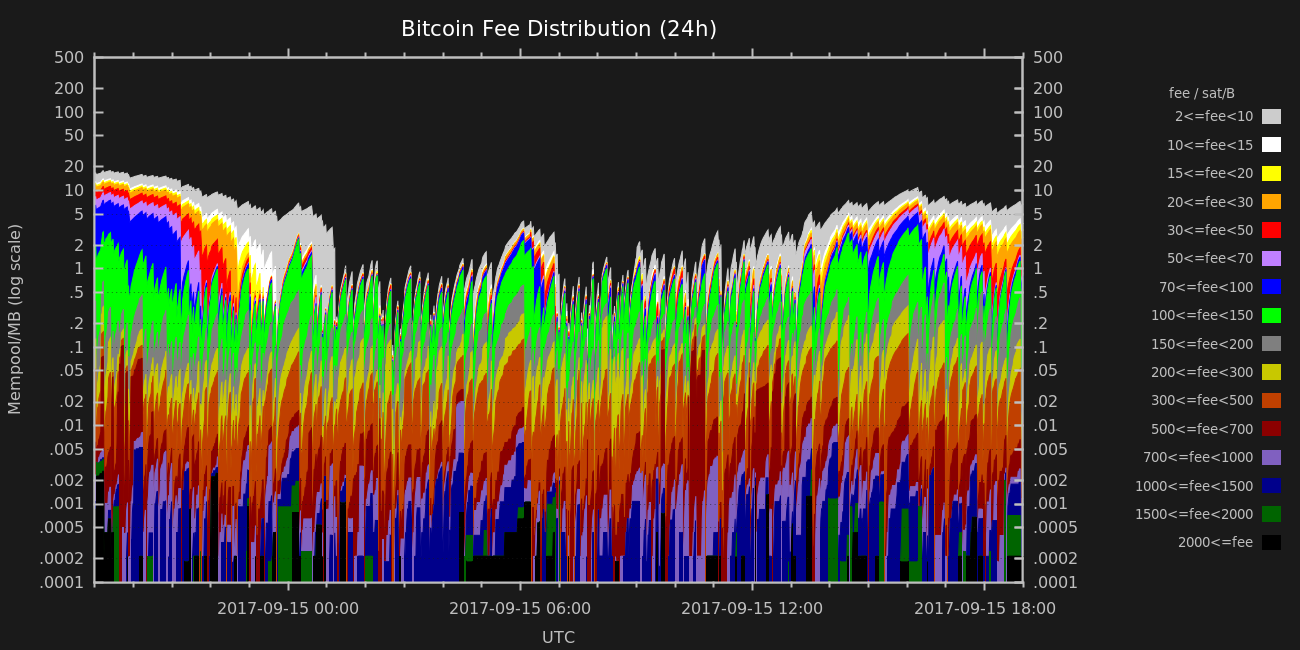 Bitcoin Fee Distribution (24h)
500 500
200 200
100 100
50 50
20 20
10 10
5 5
2 2
1 1
.5 .5
.2 .2
.1 .1
.05 .05
.02 .02
.01 .01
.005 .005
.002 .002
.001 .001
.0005 .0005
.0002 .0002
.0001 .0001
Mempool/MB (log scale)
2017-09-15 00:00 2017-09-15 06:00 2017-09-15 12:00 2017-09-15 18:00
UTC
fee / sat/B
2<=fee<10
10<=fee<15
15<=fee<20
20<=fee<30
30<=fee<50
50<=fee<70
70<=fee<100
100<=fee<150
150<=fee<200
200<=fee<300
300<=fee<500
500<=fee<700
700<=fee<1000
1000<=fee<1500
1500<=fee<2000
2000<=fee